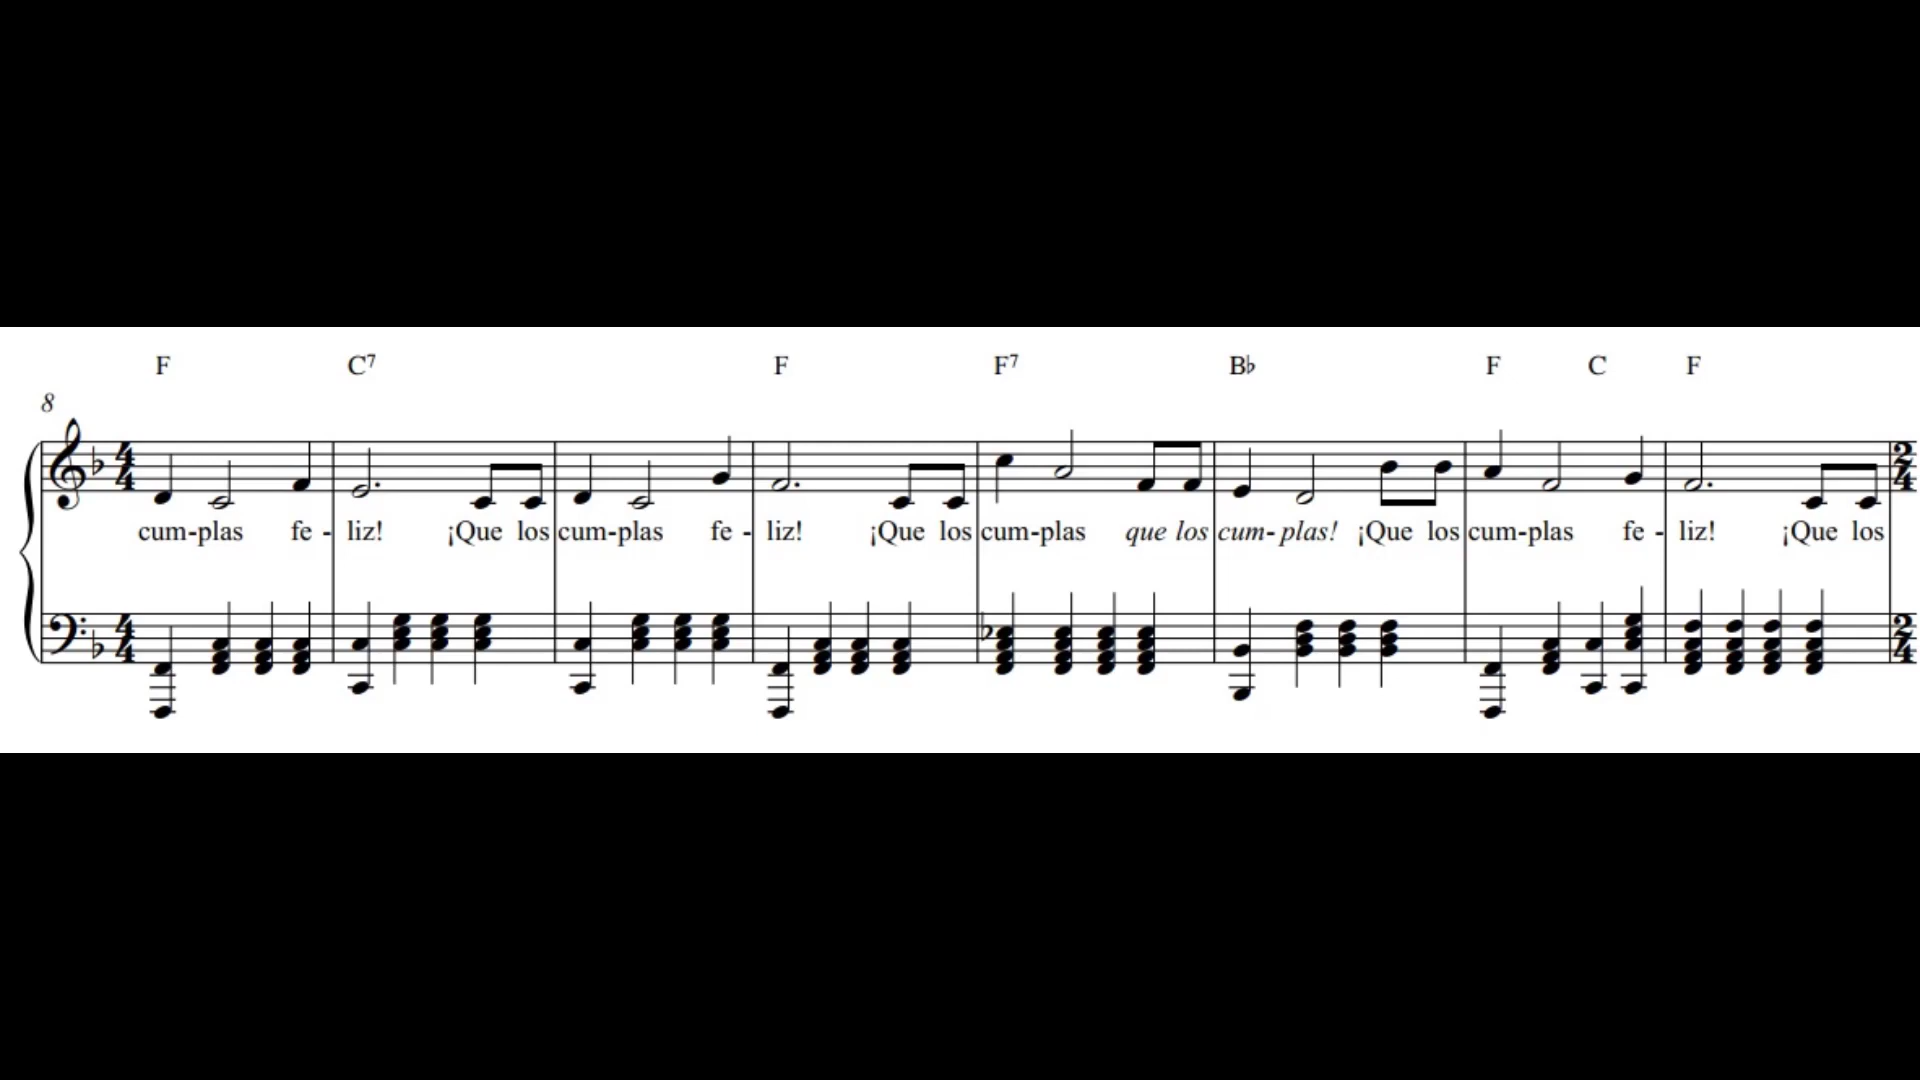 F C7 F F7 B♭ F C F
8
cum-plas fe - liz! ¡Que los cum-plas fe - liz! ¡Que los cum-plas que los cum- plas! ¡Que los cum-plas fe - liz! ¡Que los